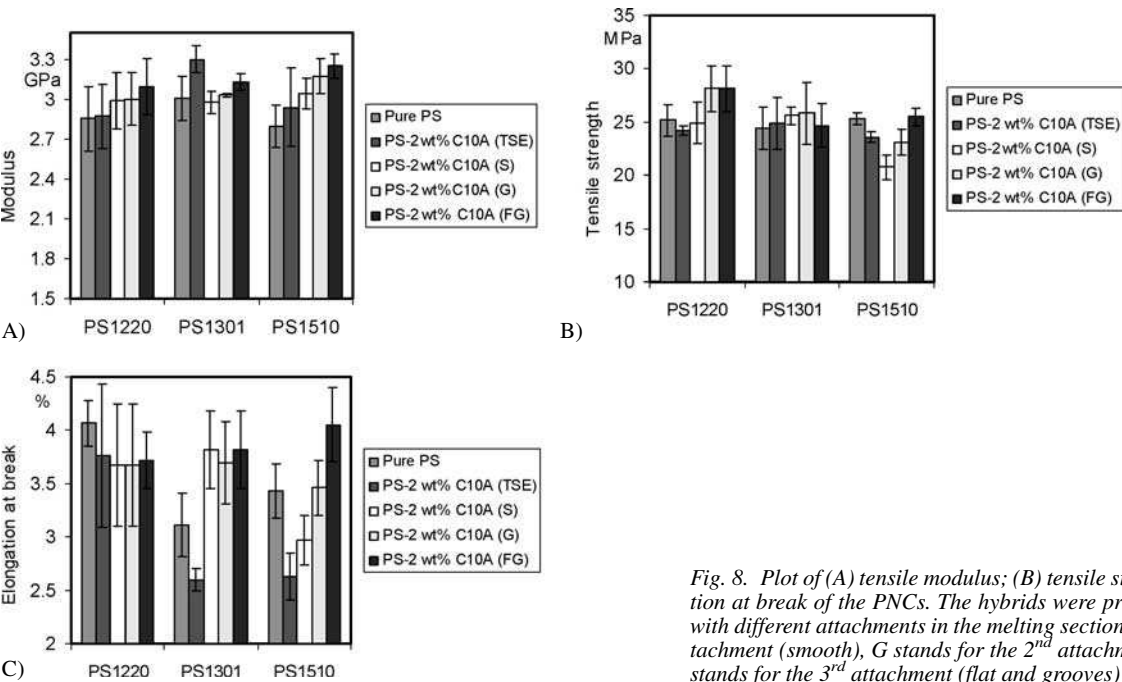 3.3
GPa
3
2.7
2.4
2.1
1.8
1.5
Modulus
PS1220 PS1301 PS1510
Pure PS
PS-2 wt% C10A (TSE)
PS-2 wt% C10A (S)
PS-2 wt% C10A (G)
PS-2 wt% C10A (FG)
A)
35
MPa
30
25
20
15
10
Tensile strength
PS1220 PS1301 PS1510
Pure PS
PS-2 wt% C10A (TSE)
PS-2 wt% C10A (S)
PS-2 wt% C10A (G)
PS-2 wt% C10A (FG)
B)
4.5
%
4
3.5
3
2.5
2
Elongation at break
PS1220 PS1301 PS1510
Pure PS
PS-2 wt% C10A (TSE)
PS-2 wt% C10A (S)
PS-2 wt% C10A (G)
PS-2 wt% C10A (FG)
C)
Fig. 8. Plot of (A) tensile modulus; (B) tensile
tion at break of the PNCs. The hybrids were
with different attachments in the melting section
tachment (smooth), G stands for the 2nd
stands for the 3rd attachment (flat and grooves)